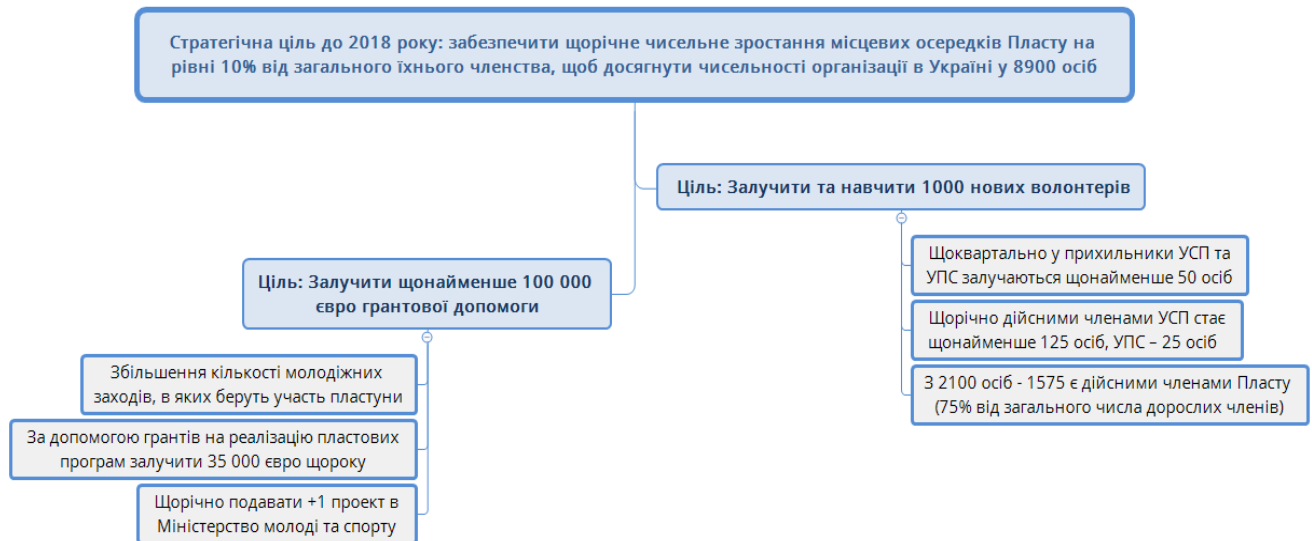 Стратегічна ціль до 2018 року: забезпечити щорічне чисельне зростання місцевих осередків Пласту на
рівні 10% від загального їхнього членства, щоб досягнути чисельності організації в Україні у 8900 осіб
Ціль: Залучити та навчити 1000 нових волонтерів
Щоквартально у прихильники УСП та
УПС залучаються щонайменше 50 осіб
Щорічно дійсними членами УСП стає
щонайменше 125 осіб, УПС – 25 осіб
З 2100 осіб - 1575 є дійсними членами Пласту
(75% від загального числа дорослих членів)
Ціль: Залучити щонайменше 100 000
євро грантової допомоги
Збільшення кількості молодіжних
заходів, в яких беруть участь пластуни
За допомогою грантів на реалізацію пластових
програм залучити 35 000 євро щороку
Щорічно подавати +1 проект в
Міністерство молоді та спорту